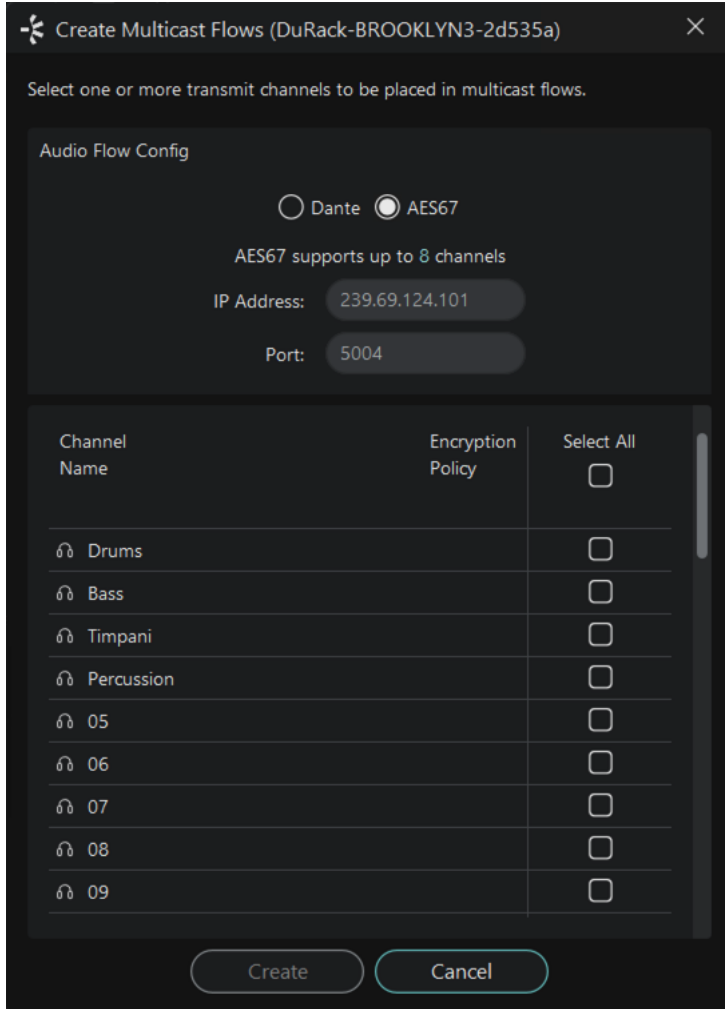 Create Multicast Flows (DuRack-BROOKLYN3-2d535a)
Select one or more transmit channels to be placed in multicast flows.
Audio Flow Config
Dante AES67
AES67 supports up to 8 channels
IP Address: 239.69.124.101
Port: 5004
Channel Name Encryption Policy Select All
Drums
Bass
Timpani
Percussion
05
06
07
08
09
Create Cancel